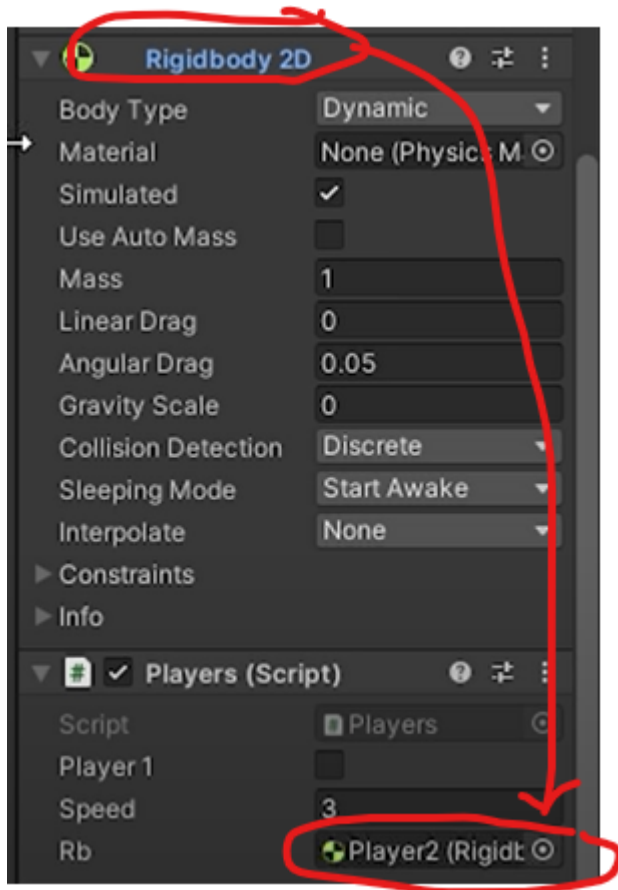 Rigidbody 2D
Body Type Dynamic
Material None (Physics M
Simulated
Use Auto Mass
Mass 1
Linear Drag 0
Angular Drag 0.05
Gravity Scale 0
Collision Detection Discrete
Sleeping Mode Start Awake
Interpolate None
Constraints
Info
# Players (Script)
Script # Players
Player 1
Speed 3
Rb Player2 (Rigidb